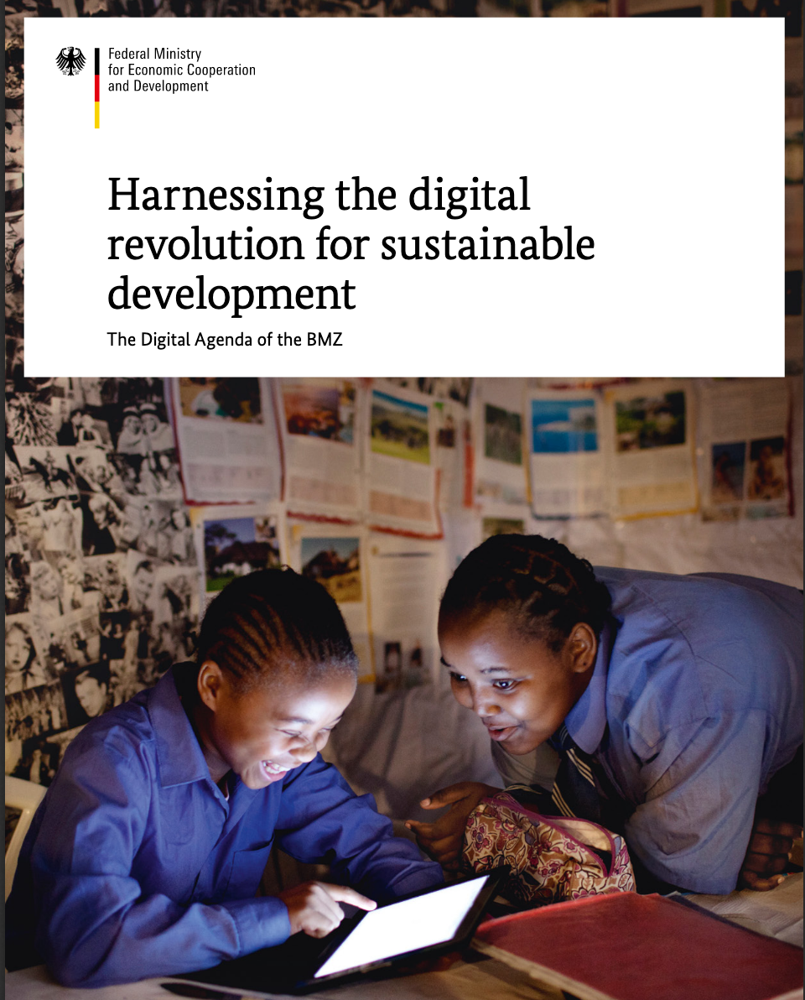 Federal Ministry
for Economic Cooperation
and Development
Harnessing the digital
revolution for sustainable
development
The Digital Agenda of the BMZ